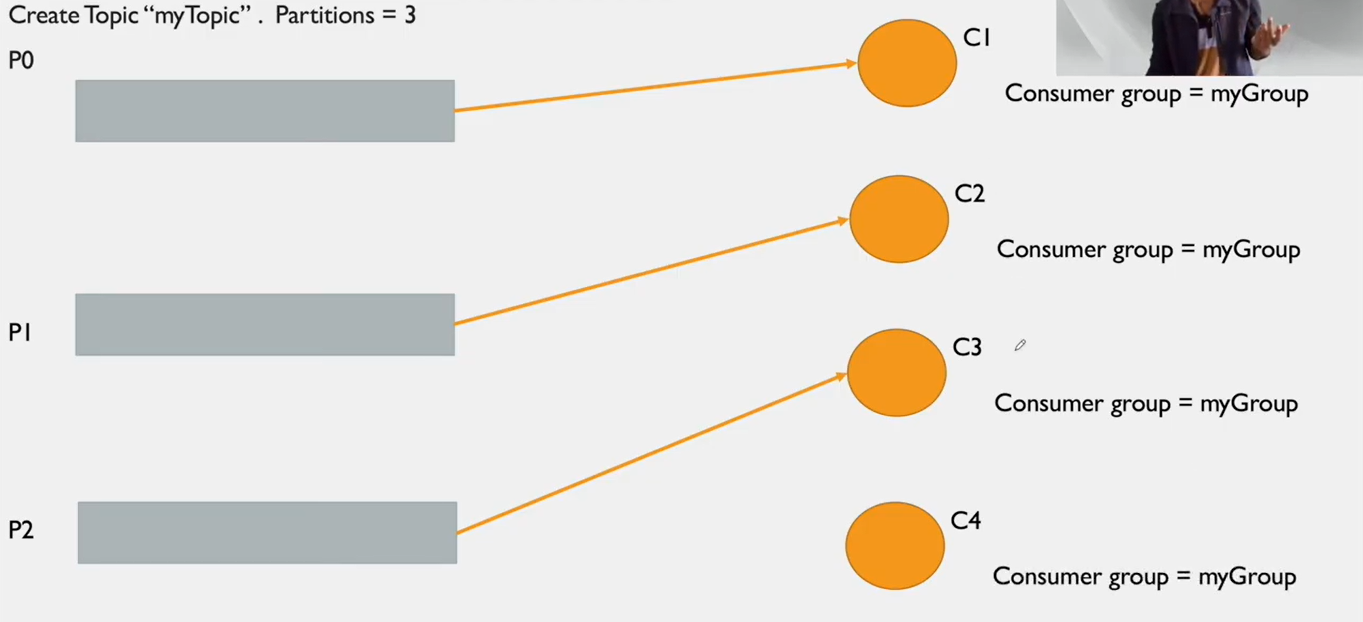 Create Topic “myTopic” . Partitions = 3
P0
C1
Consumer group = myGroup
C2
Consumer group = myGroup
P1
C3
Consumer group = myGroup
P2
C4
Consumer group = myGroup